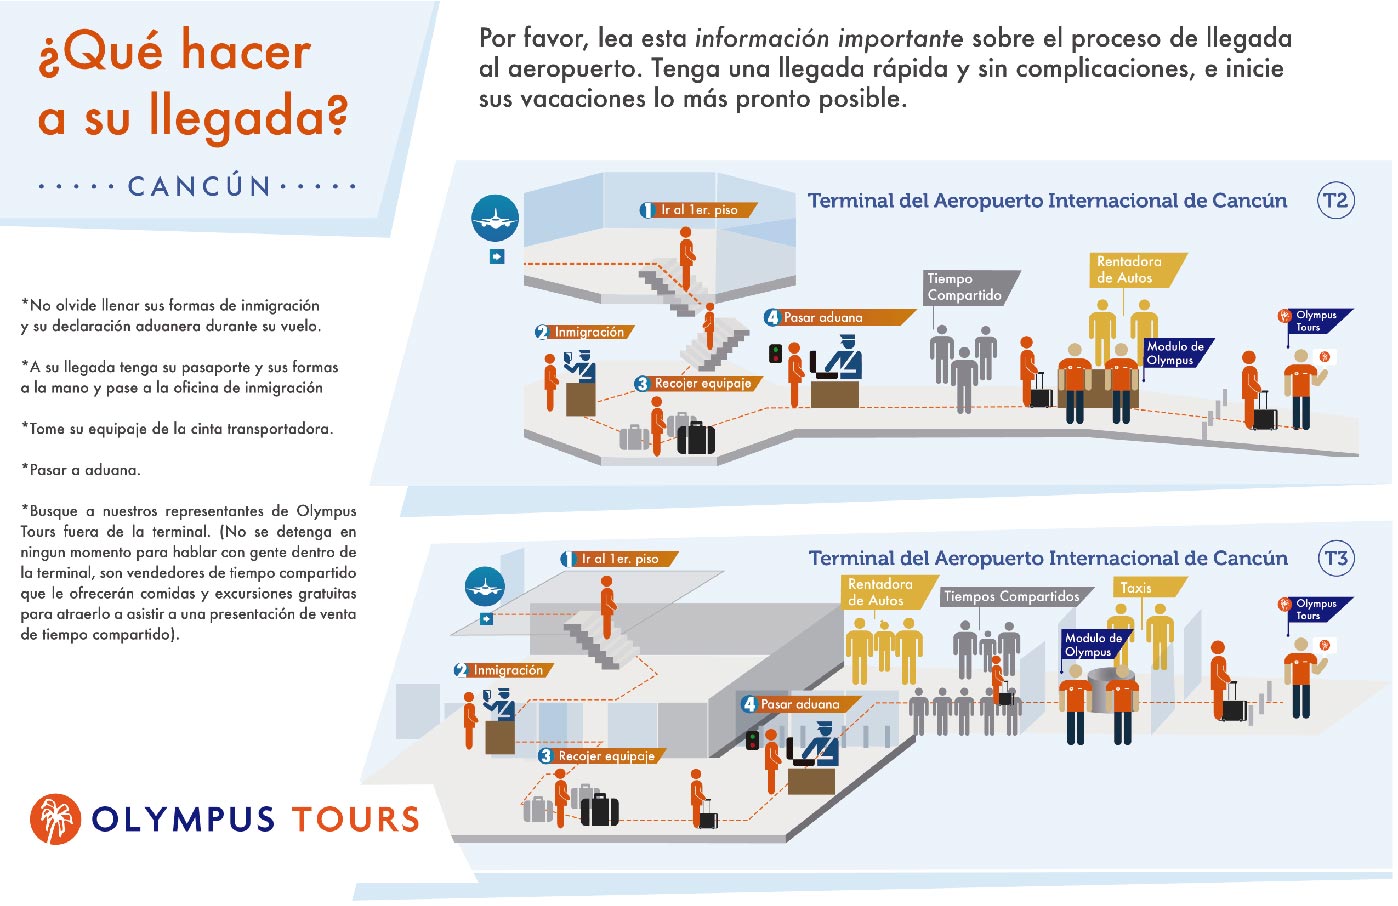 ¿Qué hacer
a su llegada?
CANCÚN
Por favor, lea esta información importante sobre el proceso de llegada
al aeropuerto. Tenga una llegada rápida y sin complicaciones, e inicie
sus vacaciones lo más pronto posible.
*No olvide llenar sus formas de inmigración
y su declaración aduanera durante su vuelo.
*A su llegada tenga su pasaporte y sus formas
a la mano y pase a la oficina de inmigración
*Tome su equipaje de la cinta transportadora.
*Pasar a aduana.
*Busque a nuestros representantes de Olympus
Tours fuera de la terminal. (No se detenga en
ningun momento para hablar con gente dentro de
la terminal, son vendedores de tiempo compartido
que le ofrecerán comidas y excursiones gratuitas
para atraerlo a asistir a una presentación de venta
de tiempo compartido).
OLYMPUS TOURS
Terminal del Aeropuerto Internacional de Cancún
T2
1 Ir al 1er. piso
2 Inmigración
3 Recojer equipaje
4 Pasar aduana
Tiempo
Compartido
Rentadora
de Autos
Modulo de
Olympus
Olympus
Tours
Terminal del Aeropuerto Internacional de Cancún
T3
1 Ir al 1er. piso
2 Inmigración
3 Recojer equipaje
4 Pasar aduana
Rentadora
de Autos
Tiempos Compartidos
Taxis
Modulo de
Olympus
Olympus
Tours